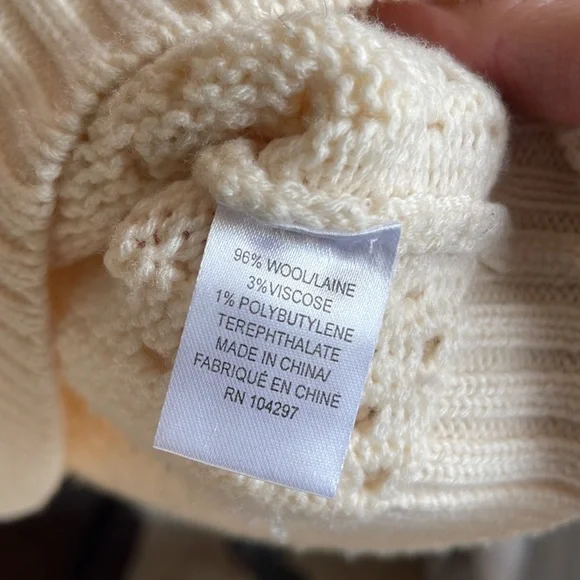 96% WOOL/LAINE
3%VISCOSE
1% POLYBUTYLENE
TEREPHTHALATE
MADE IN CHINA/
FABRIQUÉ EN CHINE
RN 104297